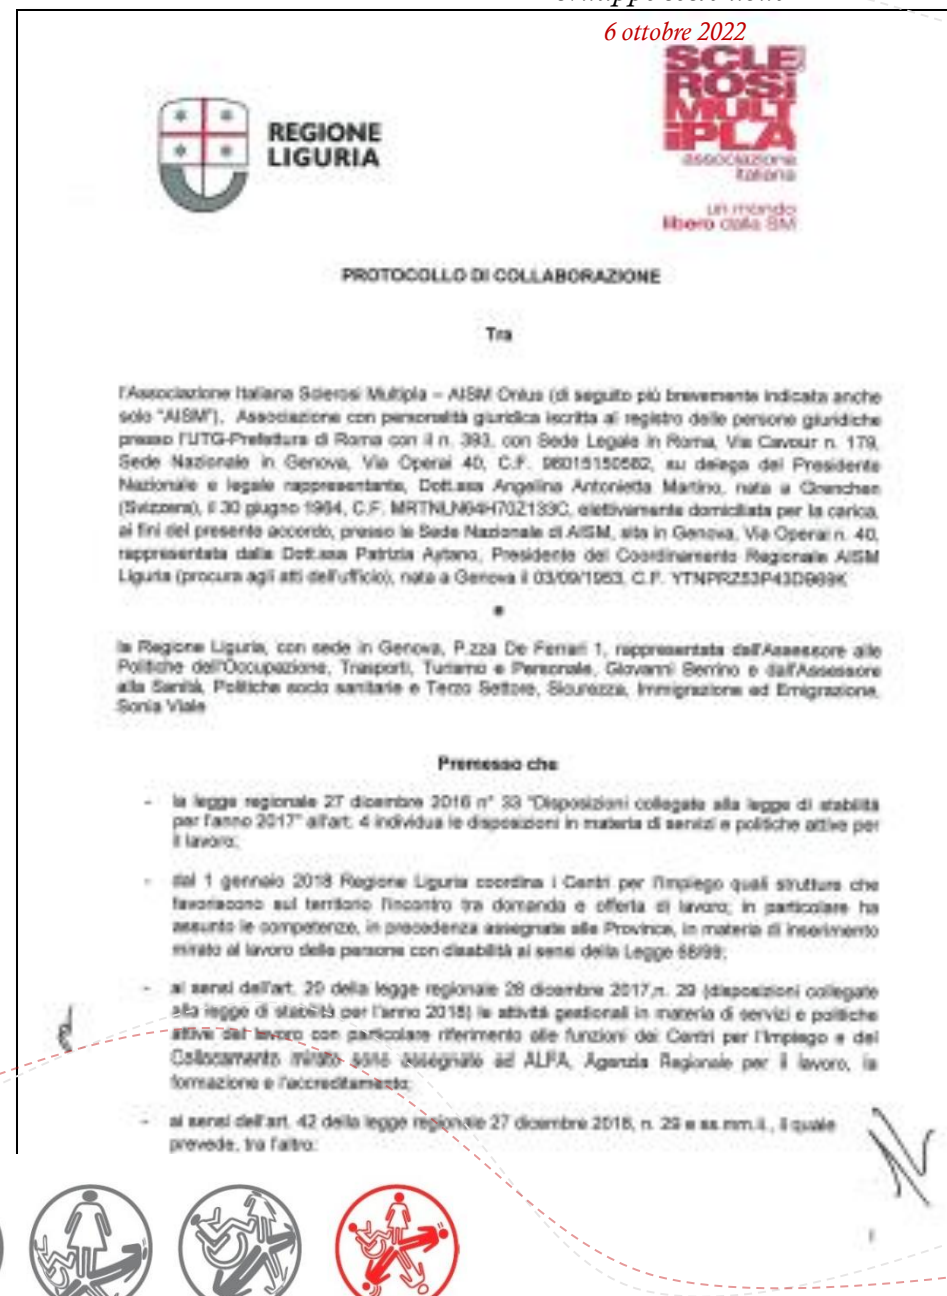 6 ottobre 2022
SCLE
ROSi
MULT
iPLA
associazione
italiana
un mondo
libero dalla SM
REGIONE
LIGURIA
PROTOCOLLO DI COLLABORAZIONE
Tra
l'Associazione Italiana Sclerosi Multipla – AISM Onlus (di seguito più brevemente indicata anche
solo "AISM"), Associazione con personalità giuridica iscritta al registro delle persone giuridiche
presso l'UTG-Prefettura di Roma con il n. 393, con Sede Legale in Roma, Via Cavour n. 179,
Sede Nazionale in Genova, Via Operai 40, C.F. 96015150582, su delega del Presidente
Nazionale e legale rappresentante, Dott.ssa Angelina Antonietta Martino, nata a
(Svizzera), il 30 giugno 1964, C.F. MRTNLN64H70Z133C, elettivamente domiciliata per la carica,
ai fini del presente accordo, presso la Sede Nazionale di AISM, sita in Genova, Via Operai n. 40,
rappresentata dalla Dott.ssa Patrizia Aytano, Presidente del Coordinamento Regionale AISM
Liguria (procura agli atti dell'ufficio), nata a Genova il 03/09/1953, C.F.
e
la Regione Liguria, con sede in Genova, P.zza De Ferrari 1, rappresentata dall'Assessore alle
Politiche dell'Occupazione, Trasporti, Turismo e Personale, Giovanni Berrino e dall'Assessore
alla Sanità, Politiche socio sanitarie e Terzo Settore, Sicurezza, Immigrazione ed Emigrazione,
Sonia Viale
Premesso che
- la legge regionale 27 dicembre 2016 n° 33 "Disposizioni collegate alla legge di stabilità
per l'anno 2017" all'art. 4 individua le disposizioni in materia di servizi e politiche attive per
il lavoro;
- dal 1 gennaio 2018 Regione Liguria coordina i Centri per l'Impiego quali strutture che
favoriscono sul territorio l'incontro tra domanda e offerta di lavoro; in particolare ha
assunto le competenze, in precedenza assegnate alle Province, in materia di inserimento
mirato al lavoro delle persone con disabilità ai sensi della Legge 68/99;
- ai sensi dell'art. 20 della legge regionale 28 dicembre 2017,n. 29 (disposizioni collegate
alla legge di stabilità per l'anno 2018) le attività gestionali in materia di servizi e politiche
attive del lavoro con particolare riferimento alle funzioni dei Centri per l'Impiego e del
Collocamento mirato sono assegnate ad ALFA, Agenzia Regionale per il lavoro, la
formazione e l'accreditamento;
- ai sensi dell'art. 42 della legge regionale 27 dicembre 2018, n. 29 e ss.mm.ii., il quale
prevede, tra l'altro: